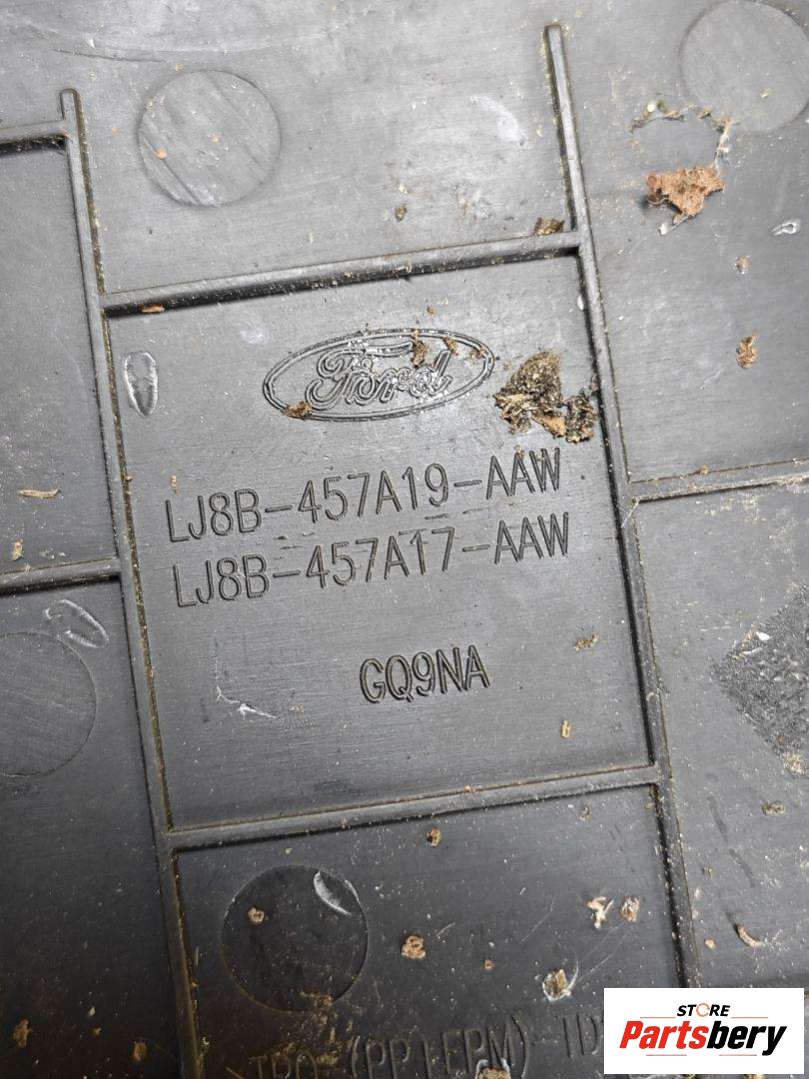 Ford
LJ8B-457A19-AAW
LJ8B-457A17-AAW
GQ9NA
STORE
Partsbery